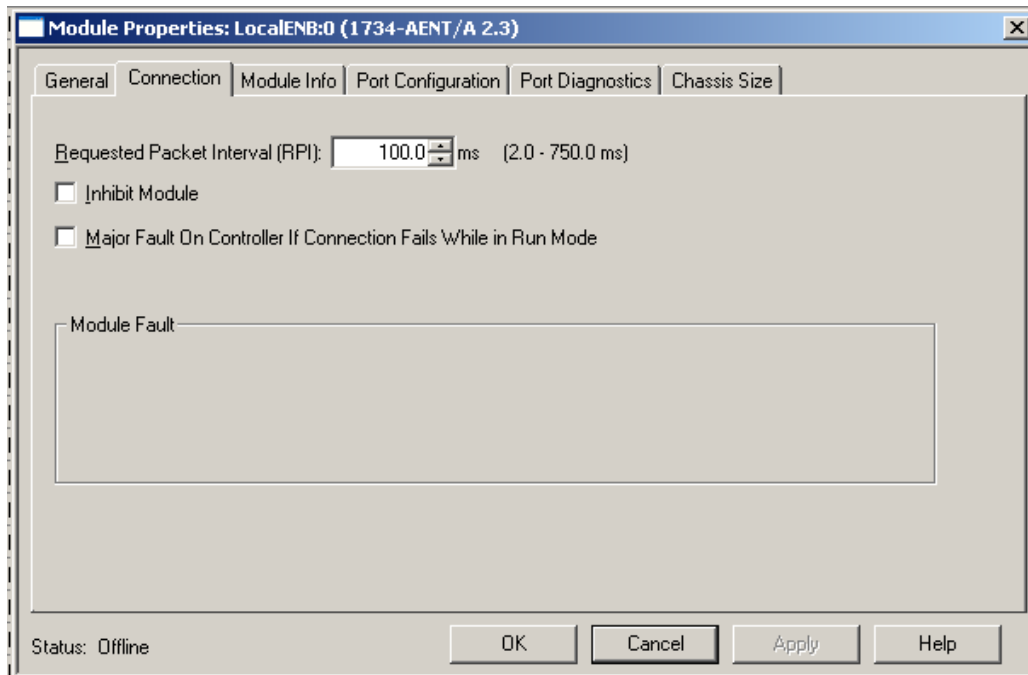 Module Properties: LocalENB:0 (1734-AENT/A 2.3)
General Connection Module Info Port Configuration Port Diagnostics Chassis Size
Requested Packet Interval (RPI): 100.0 ms (2.0 - 750.0 ms)
Inhibit Module
Major Fault On Controller If Connection Fails While in Run Mode
Module Fault
Status: Offline OK Cancel Apply Help